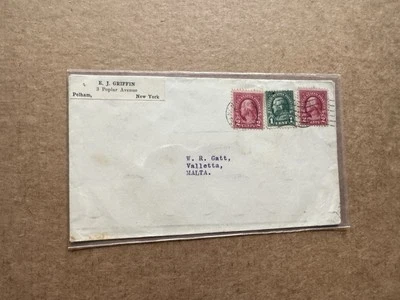 E. J. GRIFFIN
3 Poplar Avenue
Pelham, New York
W. R. Gatt,
Valletta,
MALTA.